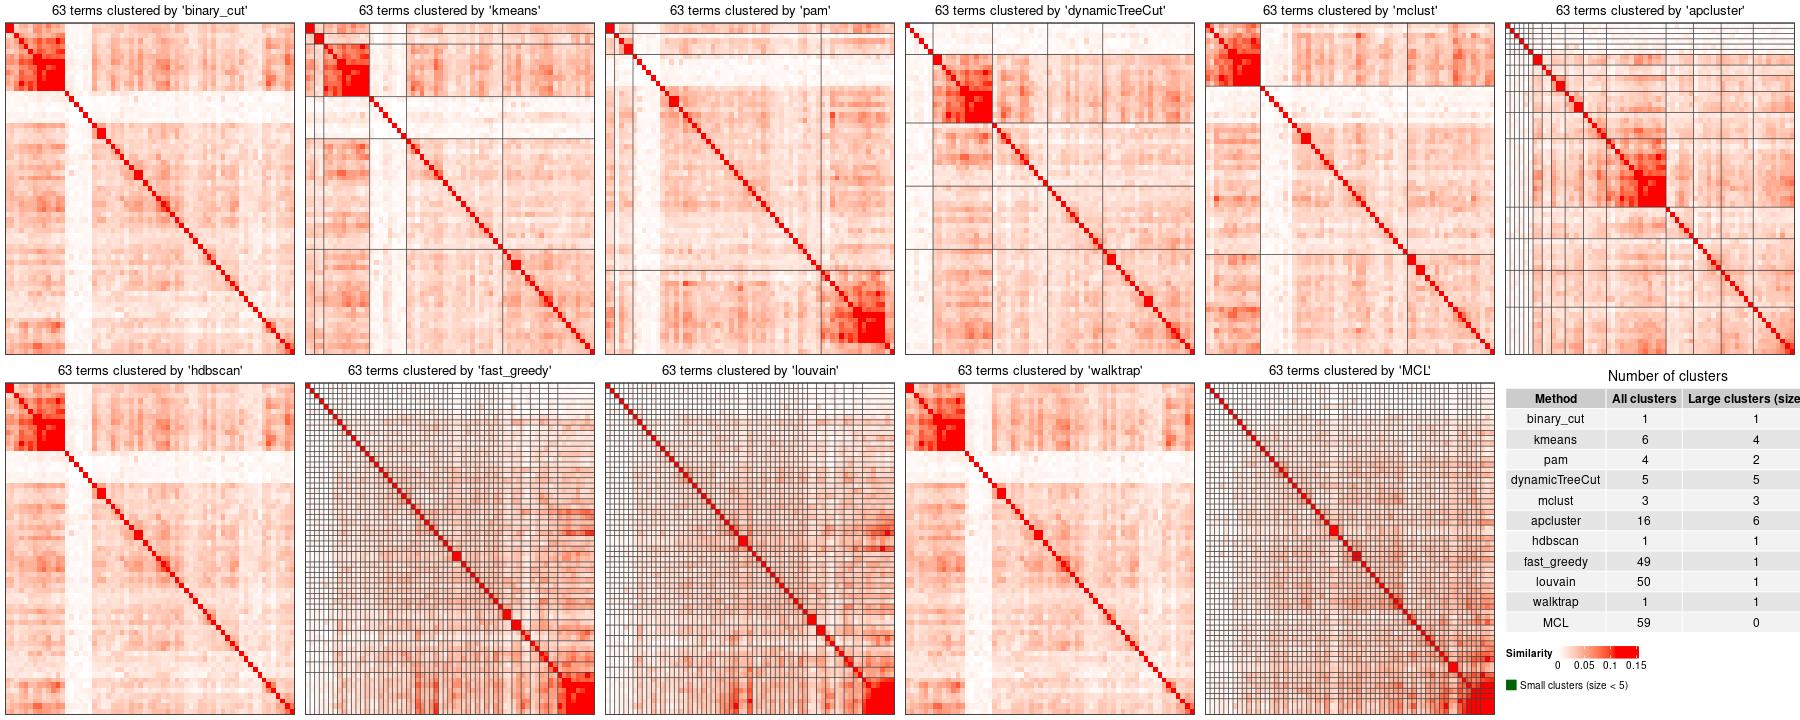 63 terms clustered by 'binary_cut'
63 terms clustered by 'kmeans'
63 terms clustered by 'pam'
63 terms clustered by 'dynamicTreeCut'
63 terms clustered by 'mclust'
63 terms clustered by 'apcluster'
63 terms clustered by 'hdbscan'
63 terms clustered by 'fast_greedy'
63 terms clustered by 'louvain'
63 terms clustered by 'walktrap'
63 terms clustered by 'MCL'
Number of clusters
Method All clusters Large clusters (size
binary_cut 1 1
kmeans 6 4
pam 4 2
dynamicTreeCut 5 5
mclust 3 3
apcluster 16 6
hdbscan 1 1
fast_greedy 49 1
louvain 50 1
walktrap 1 1
MCL 59 0
Similarity
0 0.05 0.1 0.15
Small clusters (size < 5)